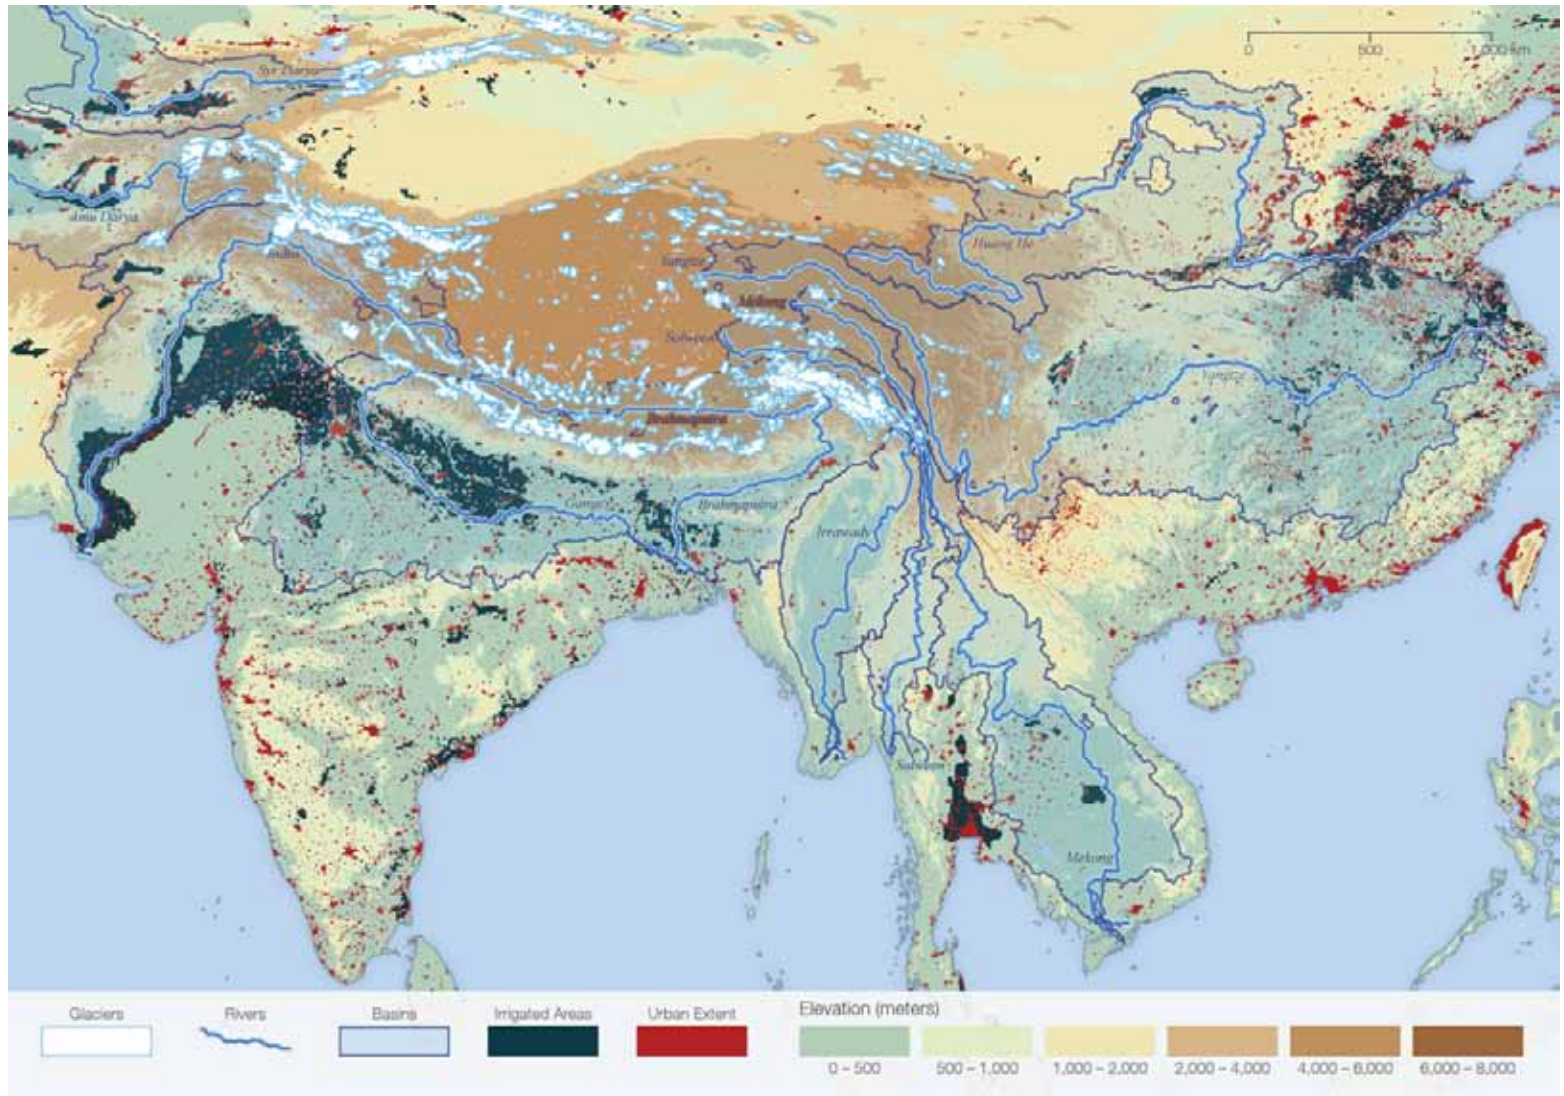 0 500 1,000 km
Syr Darya
Amu Darya
Indus
Huang He
Yangtze
Mekong
Salween
Yangtze
Brahmaputra
Ganges
Brahmaputra
Irrawady
Salween
Mekong
Glaciers
Rivers
Basins
Irrigated Areas
Urban Extent
Elevation (meters)
0 – 500
500 – 1,000
1,000 – 2,000
2,000 – 4,000
4,000 – 6,000
6,000 – 8,000